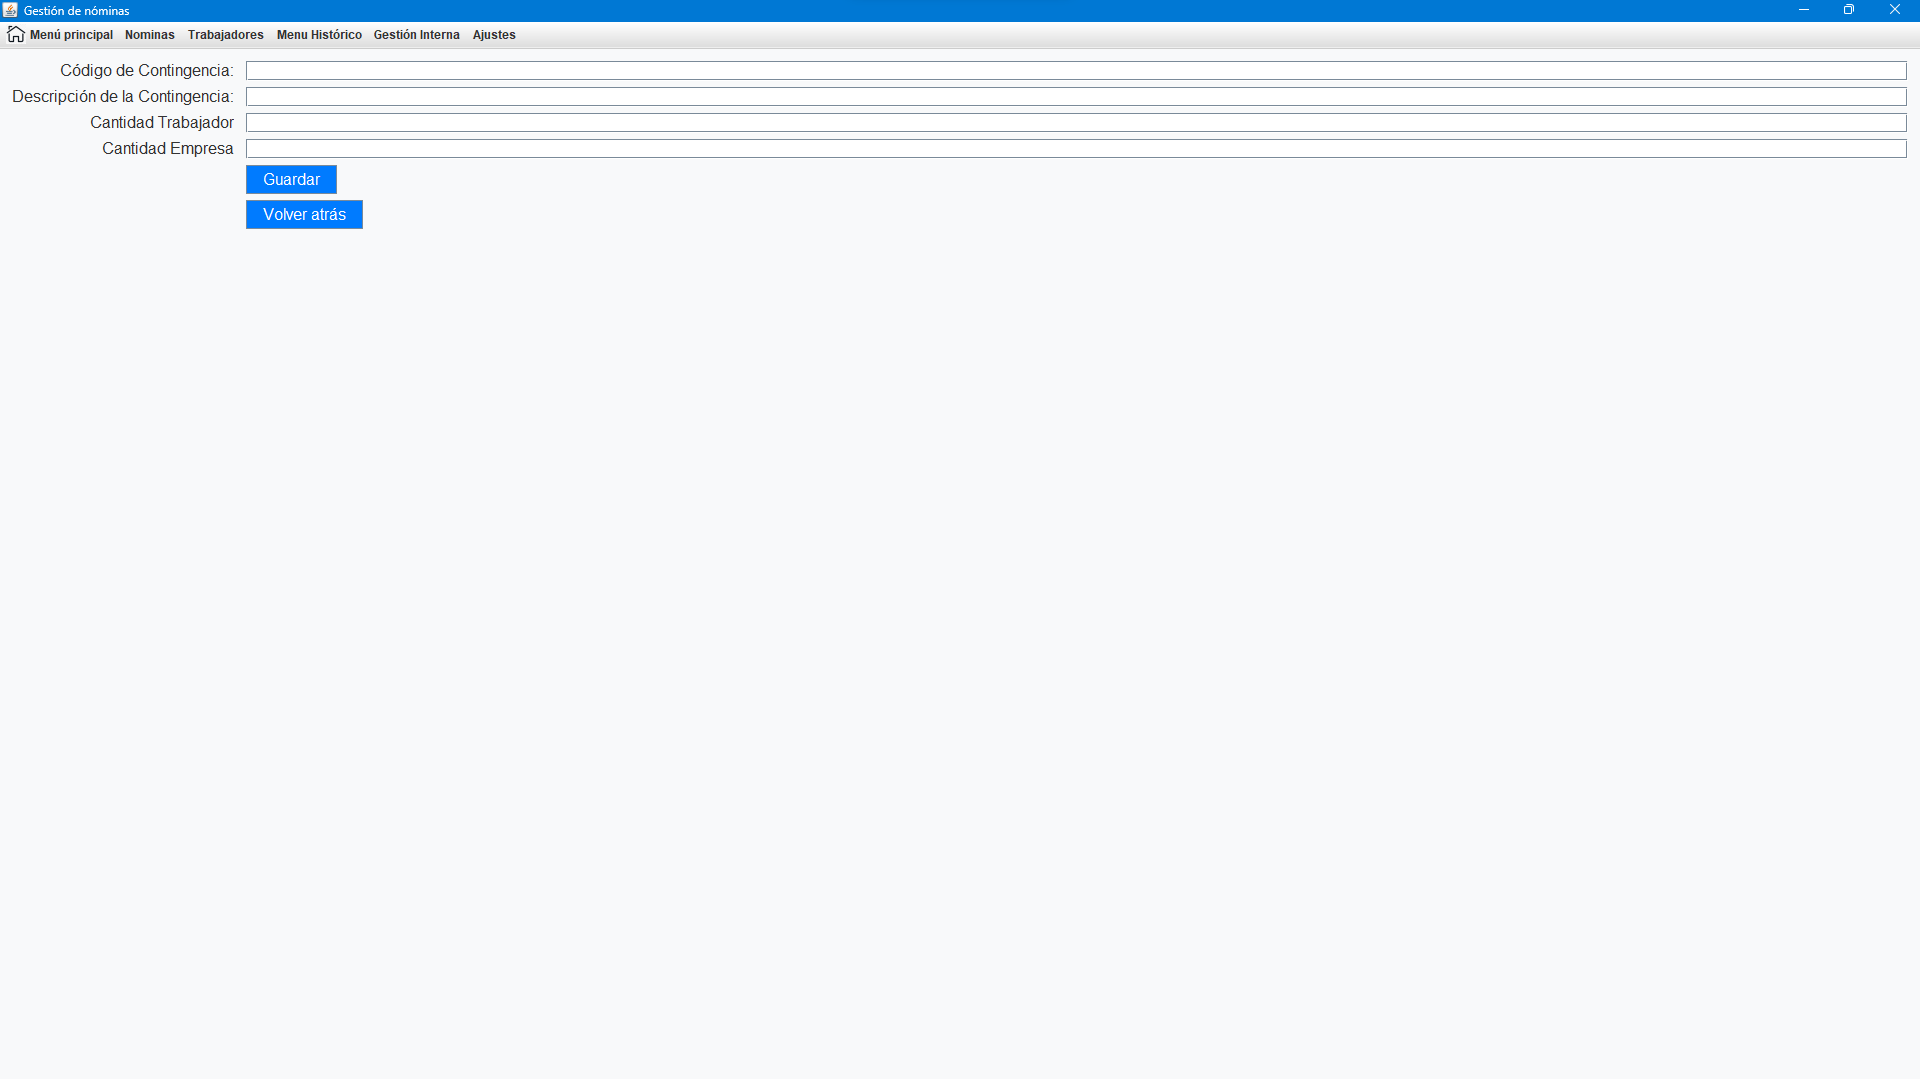 Gestión de nóminas
Menú principal Nominas Trabajadores Menu Histórico Gestión Interna Ajustes
Código de Contingencia:
Descripción de la Contingencia:
Cantidad Trabajador
Cantidad Empresa
Guardar
Volver atrás